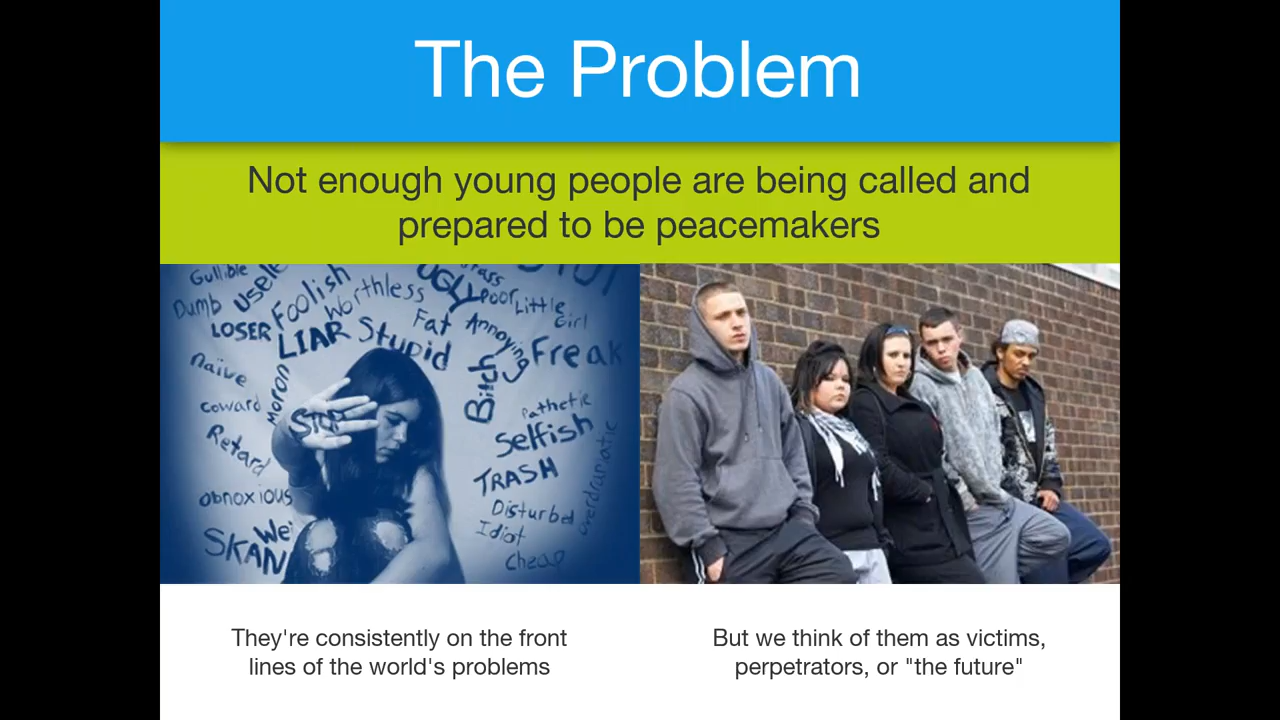 The Problem
Not enough young people are being called and
prepared to be peacemakers
Gullible
Dumb
Foolish
Worthless
UGLY
Poor
Little
Girl
LOSER
LIAR
Stupid
Fat
Annoying
Freak
Naive
moron
Bitch
coward
STOP
Pathetic
Retard
Selfish
TRASH
overdramatic
obnoxious
Disturbed
Idiot
SKAN
Cheap
They're consistently on the front
lines of the world's problems
But we think of them as victims,
perpetrators, or "the future"